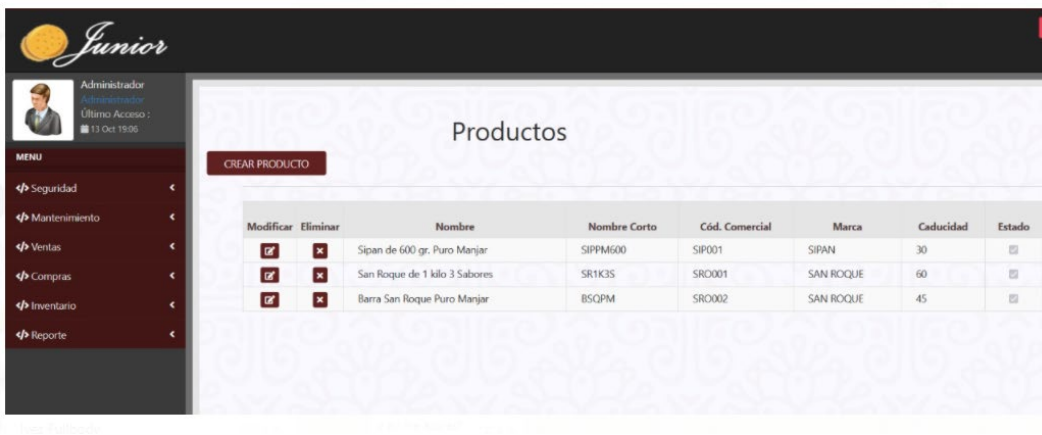 Junior
Administrador
Administrador
Último Acceso :
13 Oct 19:06
MENU
</> Seguridad
</> Mantenimiento
</> Ventas
</> Compras
</> Inventario
</> Reporte
Productos
CREAR PRODUCTO
Modificar Eliminar Nombre Nombre Corto Cód. Comercial Marca Caducidad Estado
Sipan de 600 gr. Puro Manjar SIPPM600 SIP001 SIPAN 30
San Roque de 1 kilo 3 Sabores SR1K3S SRO001 SAN ROQUE 60
Barra San Roque Puro Manjar BSQPM SRO002 SAN ROQUE 45